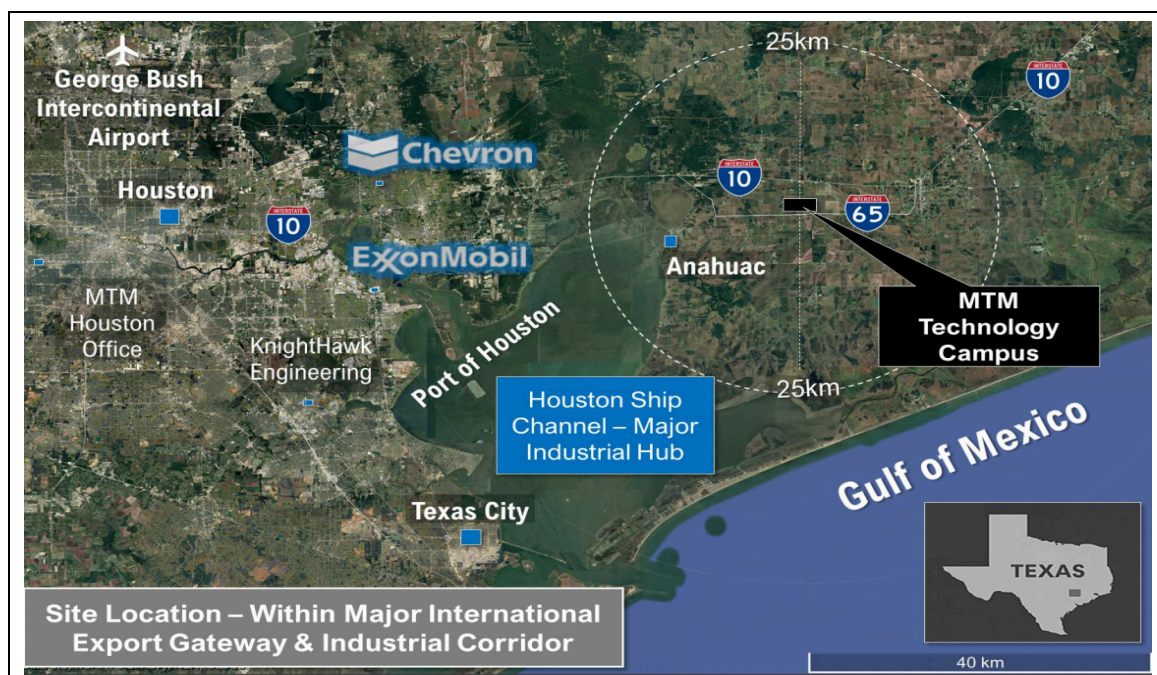 25km
George Bush
Intercontinental
Airport
INTERSTATE
10
Chevron
Houston
INTERSTATE
10
INTERSTATE
10
INTERSTATE
65
ExxonMobil
Anahuac
MTM
Technology
Campus
MTM
Houston
Office
KnightHawk
Engineering
Port of Houston
25km
Houston Ship
Channel – Major
Industrial Hub
Gulf of Mexico
Texas City
TEXAS
Site Location – Within Major International
Export Gateway & Industrial Corridor
40 km